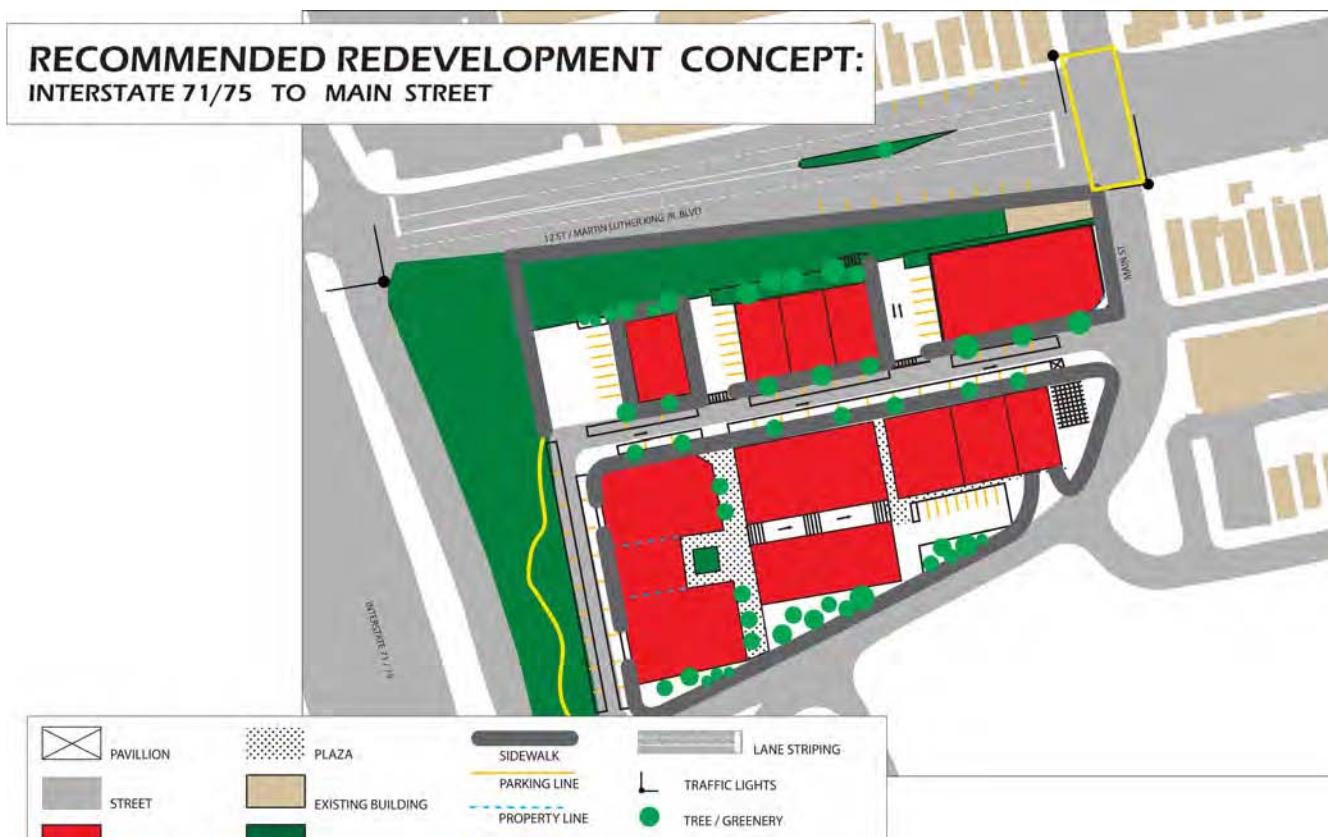 RECOMMENDED REDEVELOPMENT CONCEPT:
INTERSTATE 71/75 TO MAIN STREET
12 ST / MARTIN LUTHER KING JR. BLVD
MAIN ST
INTERSTATE 71 / 75
PAVILLION
PLAZA
SIDEWALK
LANE STRIPING
STREET
EXISTING BUILDING
PARKING LINE
TRAFFIC LIGHTS
PROPERTY LINE
TREE / GREENERY